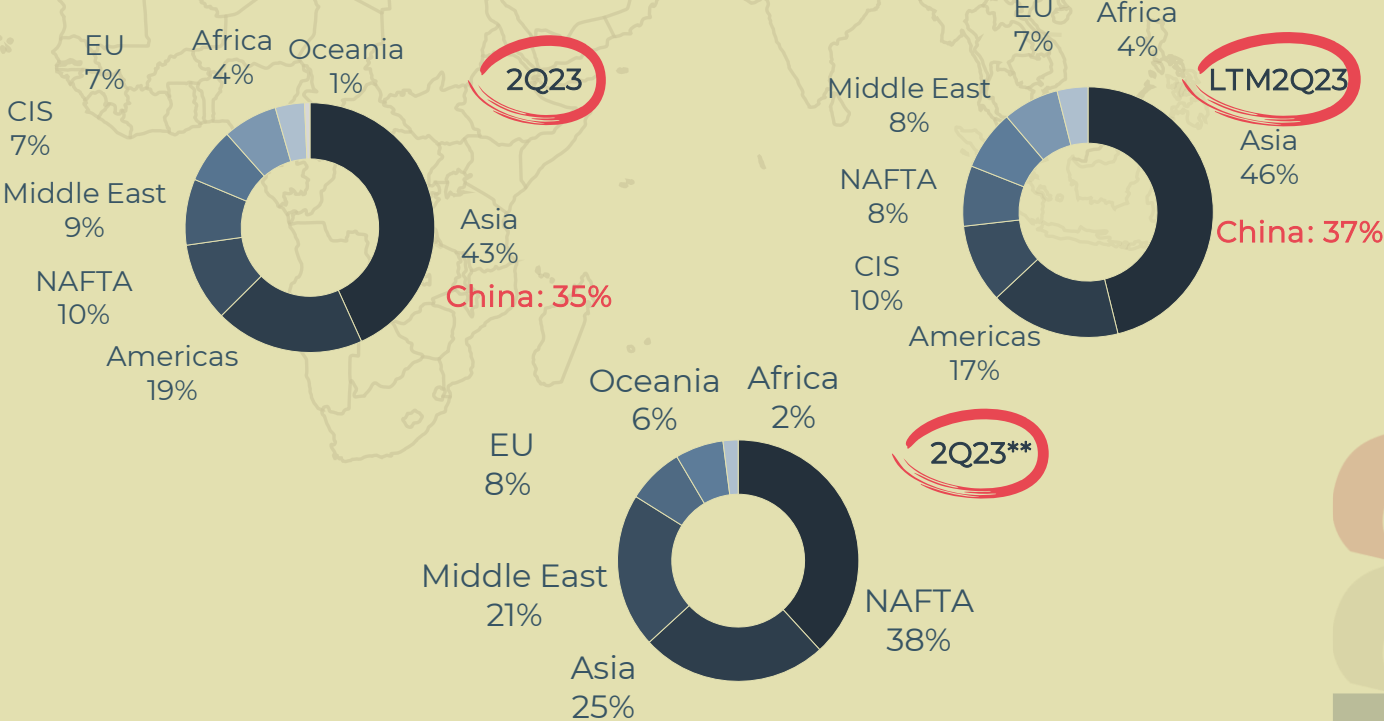 EU
7%
Africa
4%
Oceania
1%
2Q23
CIS
7%
Middle East
9%
NAFTA
10%
Americas
19%
Asia
43%
China: 35%
EU
7%
Africa
4%
LTM2Q23
Middle East
8%
Asia
46%
China: 37%
NAFTA
8%
CIS
10%
Americas
17%
Oceania
6%
Africa
2%
2Q23**
EU
8%
Middle East
21%
NAFTA
38%
Asia
25%